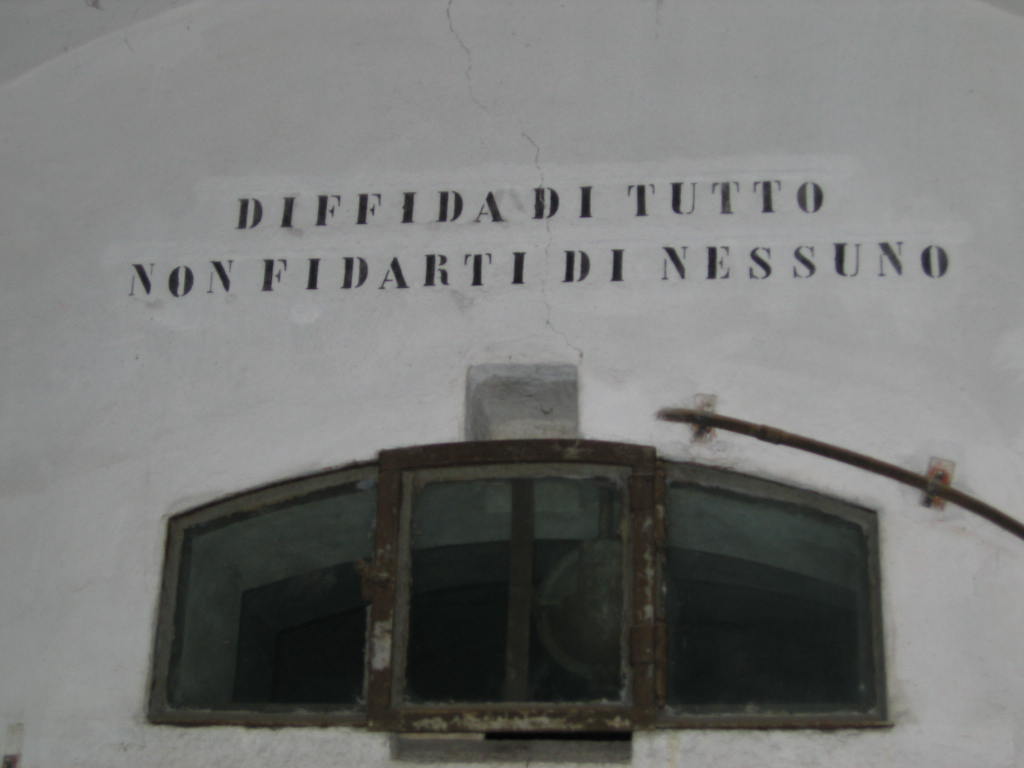 DIFFIDA DI TUTTO
NON FIDARTI DI NESSUNO